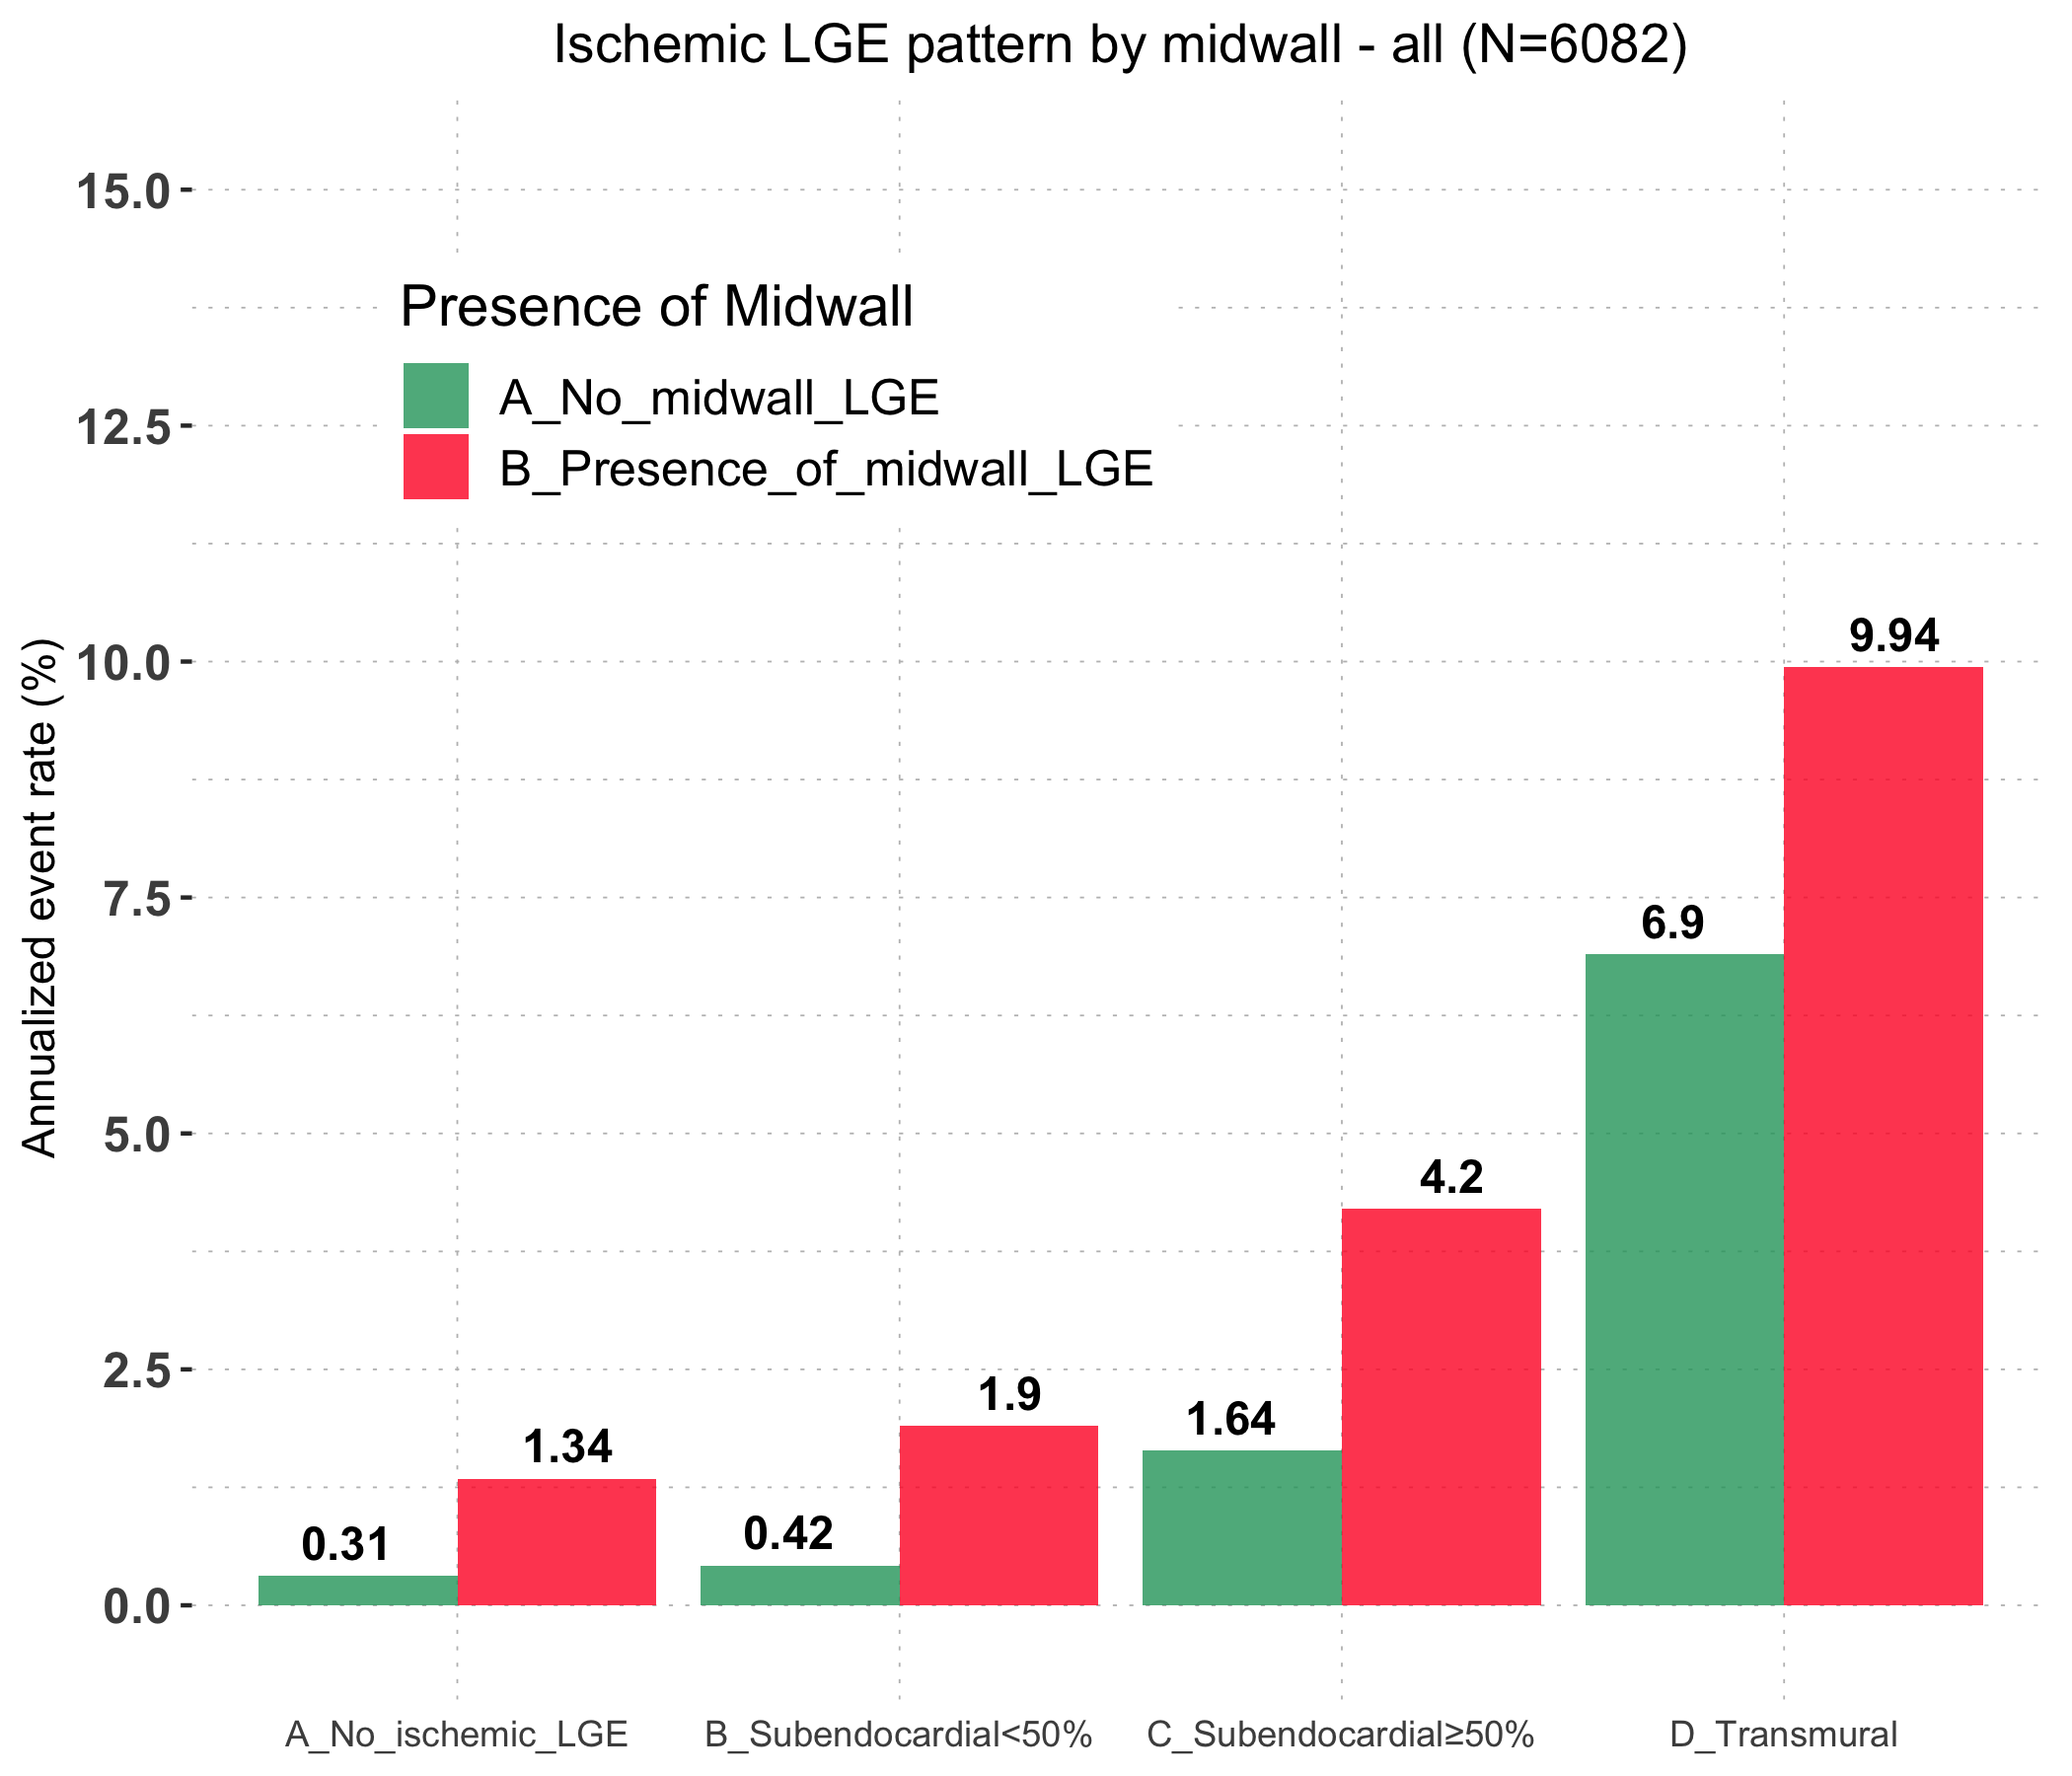 Ischemic LGE pattern by midwall - all (N=6082)
Annualized event rate (%)
15.0
12.5
10.0
7.5
5.0
2.5
0.0
Presence of Midwall
A_No_midwall_LGE
B_Presence_of_midwall_LGE
0.31
1.34
0.42
1.9
1.64
4.2
6.9
9.94
A_No_ischemic_LGE
B_Subendocardial<50%
C_Subendocardial≥50%
D_Transmural